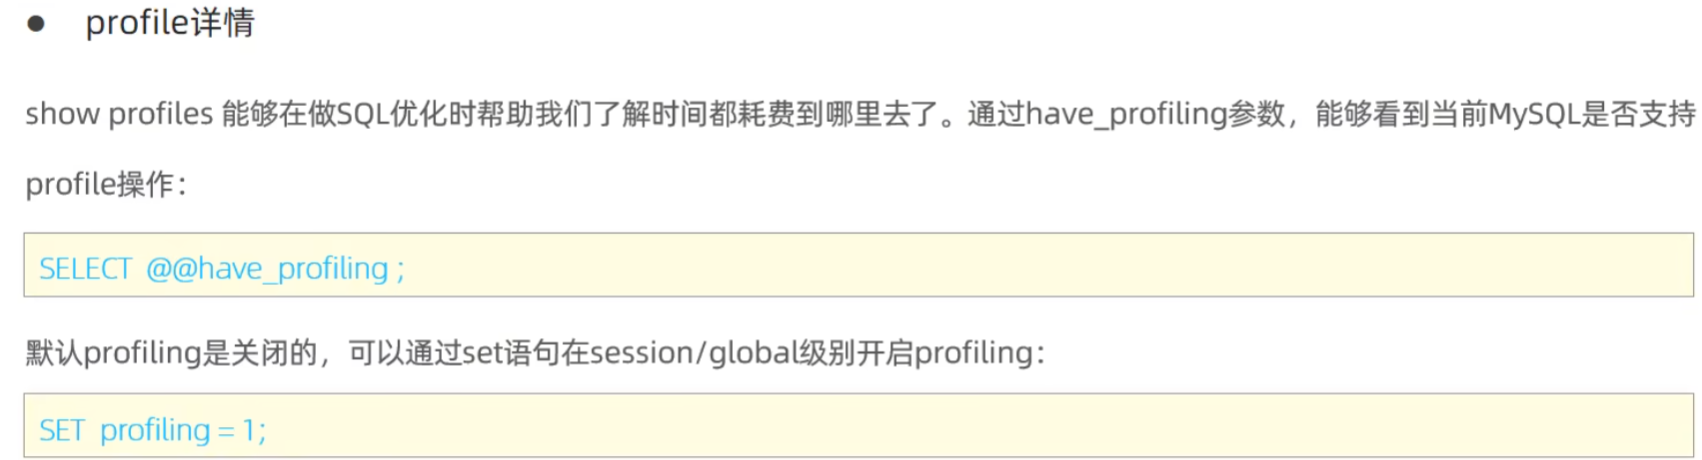 ● profile详情
show profiles 能够在做SQL优化时帮助我们了解时间都耗费到哪里去了。通过have_profiling参数，能够看到当前MySQL是否支持
profile操作：
SELECT @@have_profiling ;
默认profiling是关闭的，可以通过set语句在session/global级别开启profiling：
SET profiling = 1;